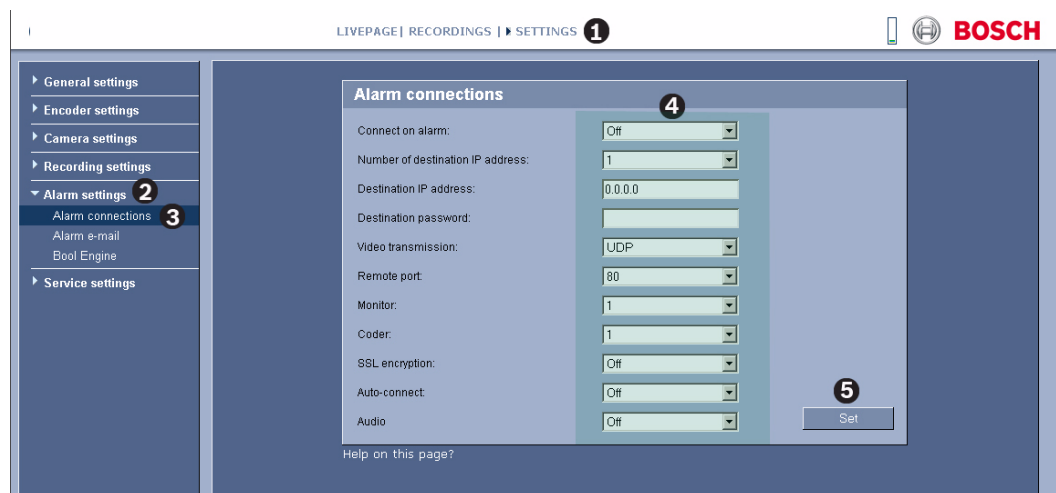 LIVEPAGE| RECORDINGS | SETTINGS 1
BOSCH
General settings
Encoder settings
Camera settings
Recording settings
Alarm settings 2
Alarm connections 3
Alarm e-mail
Bool Engine
Service settings
Alarm connections
4
Connect on alarm: Off
Number of destination IP address: 1
Destination IP address: 0.0.0.0
Destination password:
Video transmission: UDP
Remote port: 80
Monitor: 1
Coder: 1
SSL encryption: Off
Auto-connect: Off
Audio Off
5
Set
Help on this page?